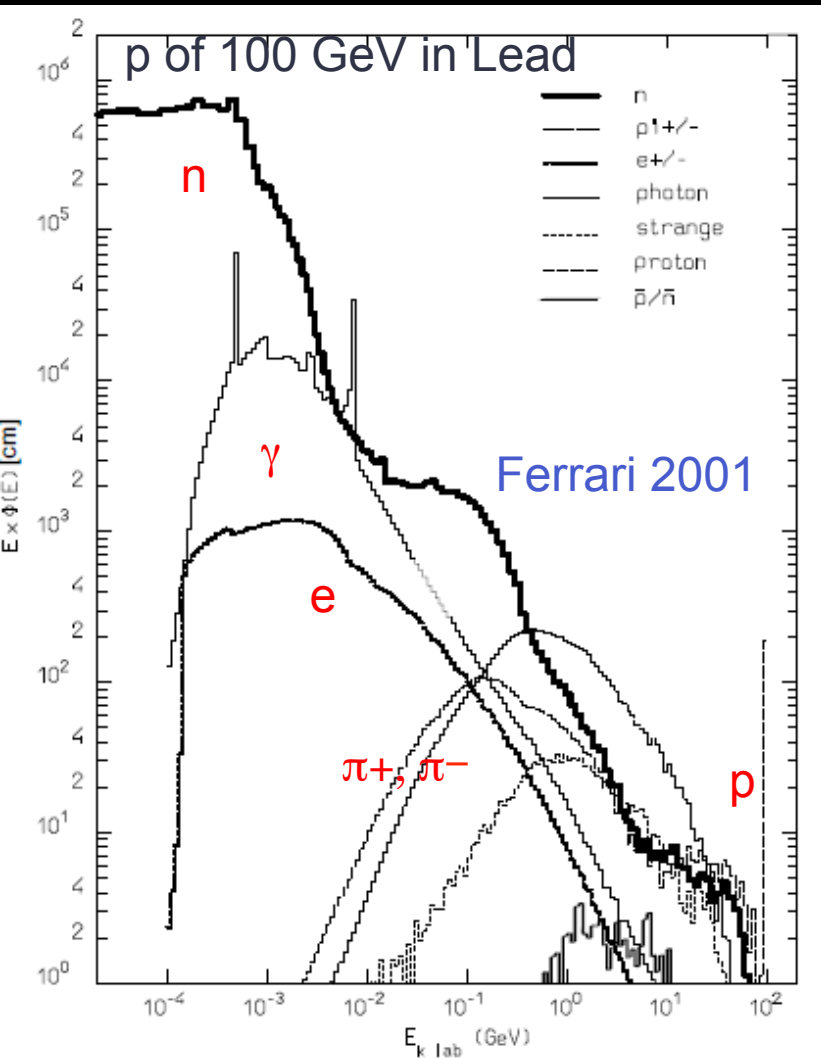 p of 100 GeV in Lead
n
p1+/-
e+/-
photon
strange
proton
p̄/n̄
n
γ
e
π+, π−
p
Ferrari 2001
E x Φ(E) [cm]
2
10⁶
4
2
10⁵
4
2
10⁴
4
2
10³
4
2
10²
4
2
10¹
4
2
10⁰
10⁻⁴ 10⁻³ 10⁻² 10⁻¹ 10⁰ 10¹ 10²
E k lab (GeV)